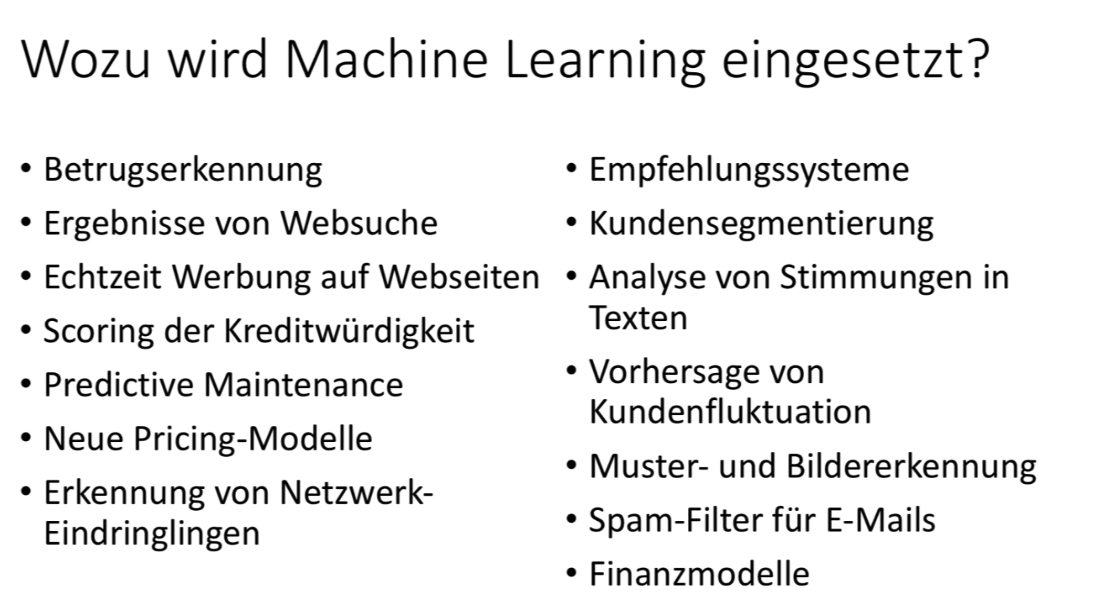 Wozu wird Machine Learning eingesetzt?
• Betrugserkennung
• Ergebnisse von Websuche
• Echtzeit Werbung auf Webseiten
• Scoring der Kreditwürdigkeit
• Predictive Maintenance
• Neue Pricing-Modelle
• Erkennung von Netzwerk-
Eindringlingen
• Empfehlungssysteme
• Kundensegmentierung
• Analyse von Stimmungen in
Texten
• Vorhersage von
Kundenfluktuation
• Muster- und Bildererkennung
• Spam-Filter für E-Mails
• Finanzmodelle